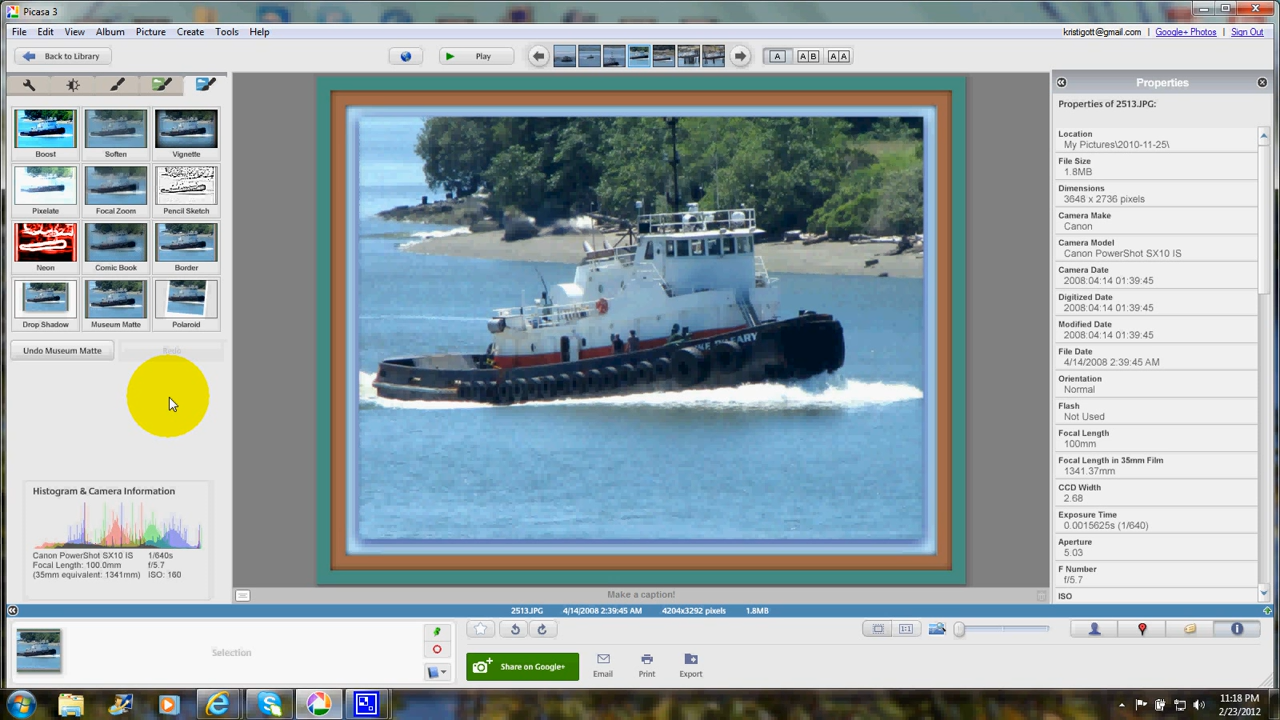 Picasa 3
File Edit View Album Picture Create Tools Help
kristigott@gmail.com | Google+ Photos | Sign Out
Back to Library
Play
A AB AA
Boost Soften Vignette
Pixelate Focal Zoom Pencil Sketch
Neon Comic Book Border
Drop Shadow Museum Matte Polaroid
Undo Museum Matte
Histogram & Camera Information
Canon PowerShot SX10 IS 1/640s
Focal Length: 100.0mm f/5.7
(35mm equivalent: 1341mm) ISO: 160
Make a caption!
2513.JPG 4/14/2008 2:39:45 AM 4204x3292 pixels 1.8MB
Selection
1:1
Share on Google+
Email
Print
Export
Properties
Properties of 2513.JPG:
Location
My Pictures\2010-11-25\
File Size
1.8MB
Dimensions
3648 x 2736 pixels
Camera Make
Canon
Camera Model
Canon PowerShot SX10 IS
Camera Date
2008:04:14 01:39:45
Digitized Date
2008:04:14 01:39:45
Modified Date
2008:04:14 01:39:45
File Date
4/14/2008 2:39:45 AM
Orientation
Normal
Flash
Not Used
Focal Length
100mm
Focal Length in 35mm Film
1341.37mm
CCD Width
2.68
Exposure Time
0.0015625s (1/640)
Aperture
5.03
F Number
f/5.7
ISO
11:18 PM
2/23/2012